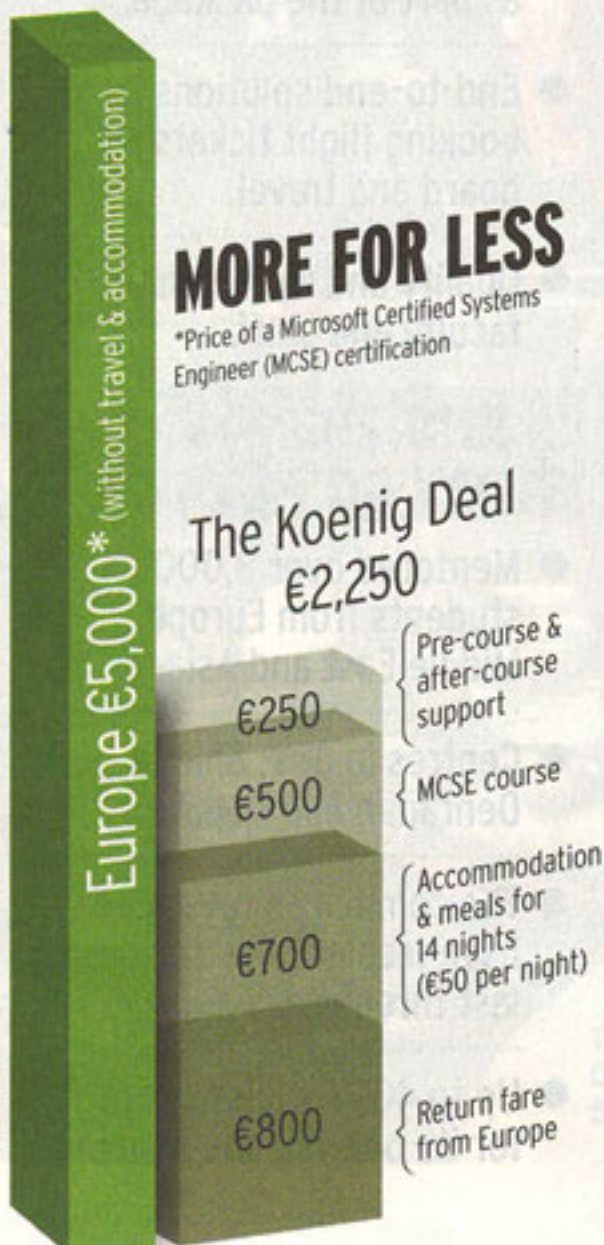 Europe €5,000* (without travel & accommodation)
MORE FOR LESS
*Price of a Microsoft Certified Systems
Engineer (MCSE) certification
The Koenig Deal
€2,250
€250
Pre-course &
after-course
support
€500
MCSE course
€700
Accommodation
& meals for
14 nights
(€50 per night)
€800
Return fare
from Europe